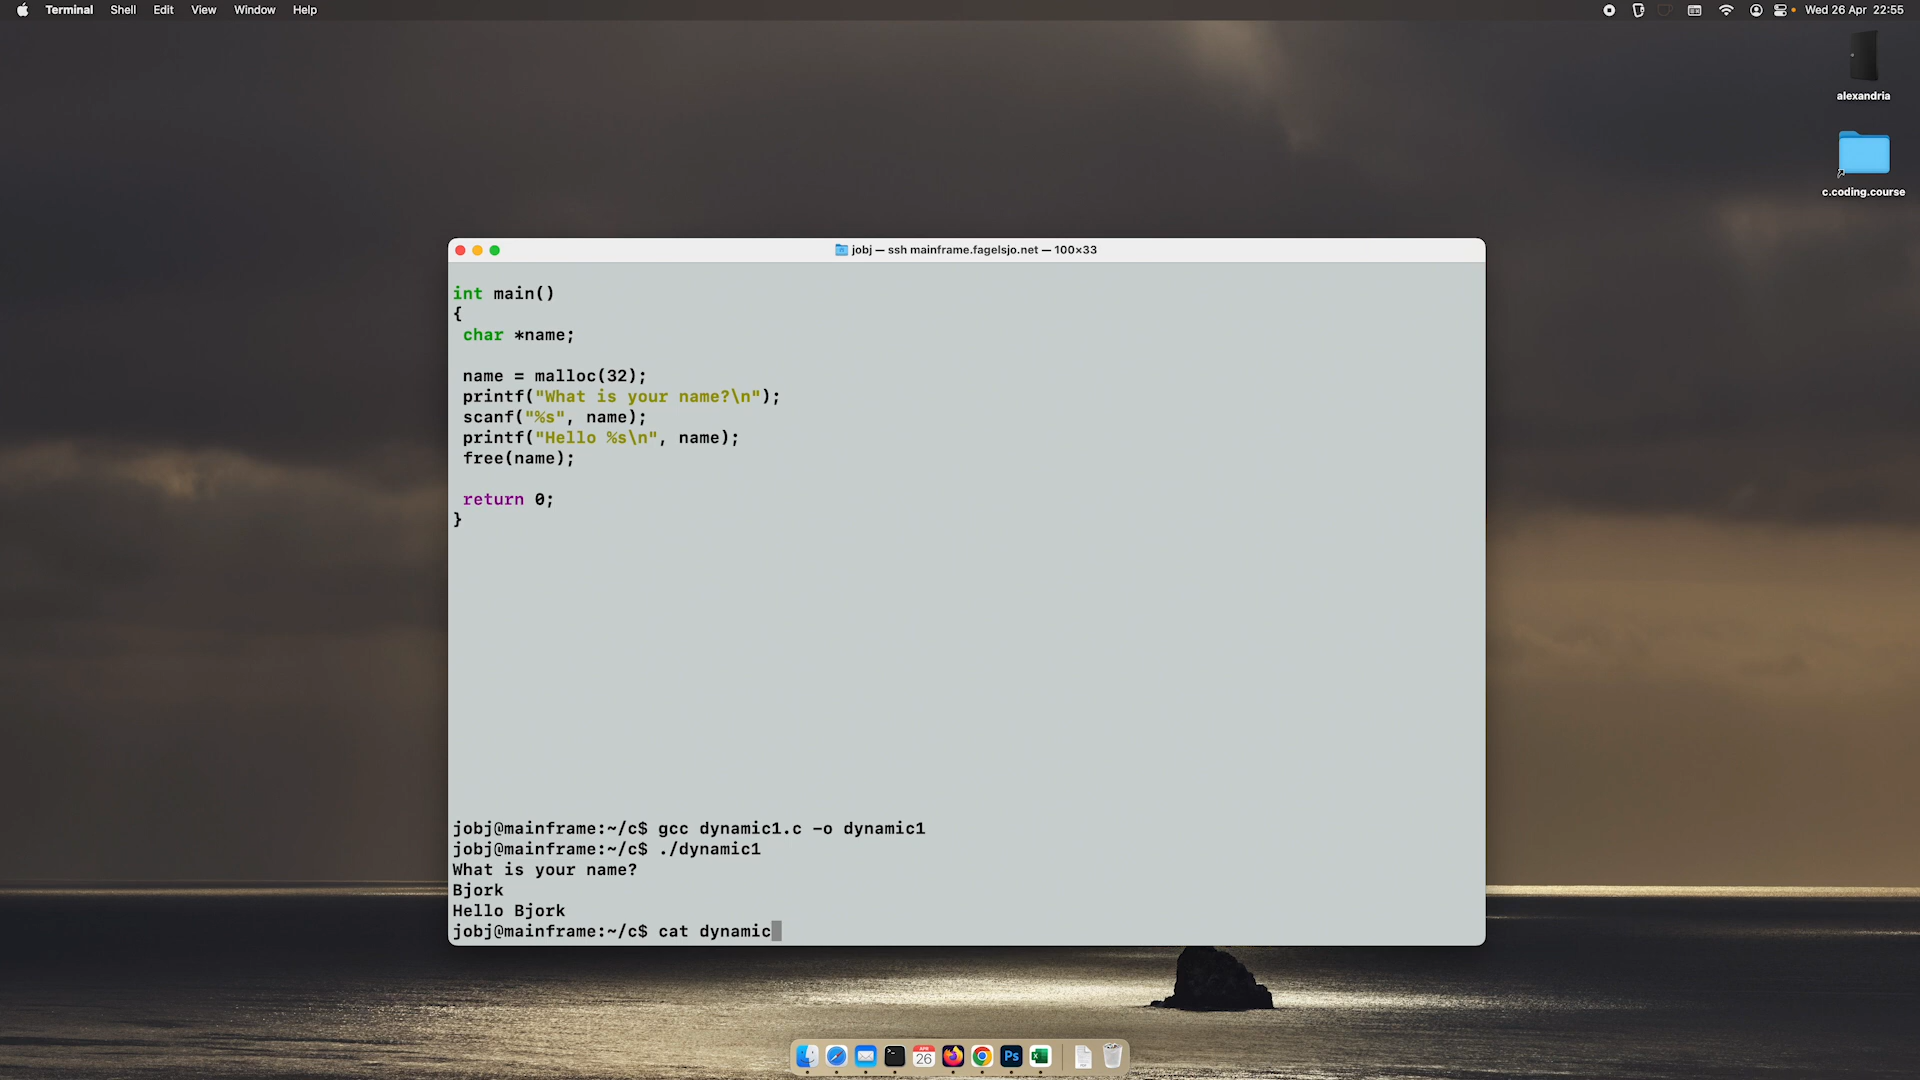 Terminal Shell Edit View Window Help Wed 26 Apr 22:55
alexandria
c.coding.course
jobj — ssh mainframe.fagelsjo.net — 100×33
int main()
{
char *name;
name = malloc(32);
printf("What is your name?\n");
scanf("%s", name);
printf("Hello %s\n", name);
free(name);
return 0;
}
jobj@mainframe:~/c$ gcc dynamic1.c -o dynamic1
jobj@mainframe:~/c$ ./dynamic1
What is your name?
Bjork
Hello Bjork
jobj@mainframe:~/c$ cat dynamic
APR
26
Ps